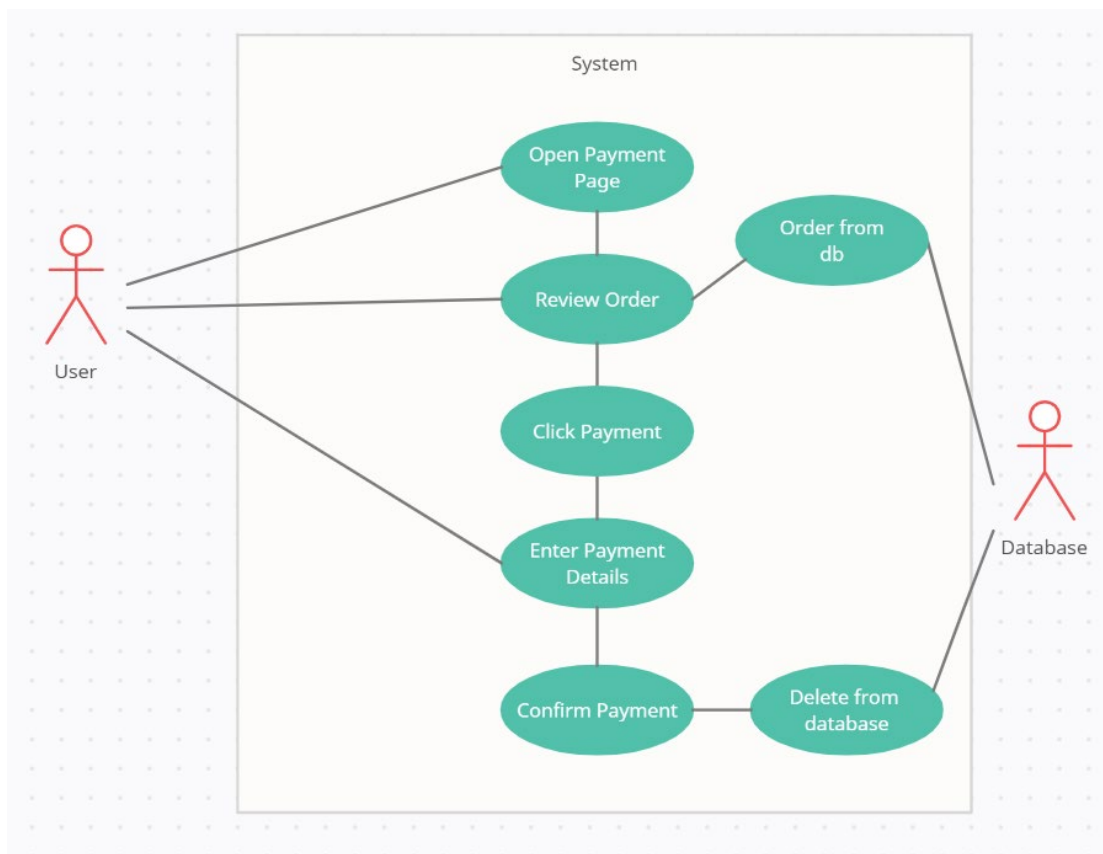 System
Open Payment
Page
Order from
db
Review Order
User
Click Payment
Enter Payment
Details
Database
Confirm Payment
Delete from
database